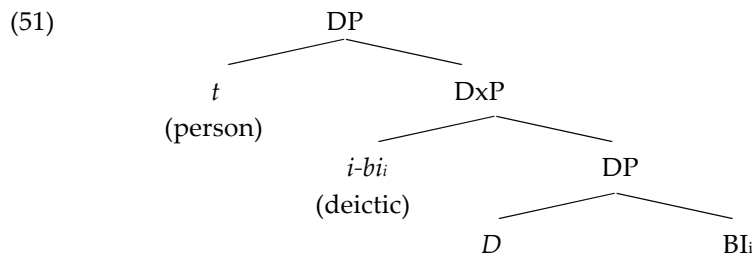 (51) DP
t DxP
(person)
i-biᵢ DP
(deictic)
D BIᵢ